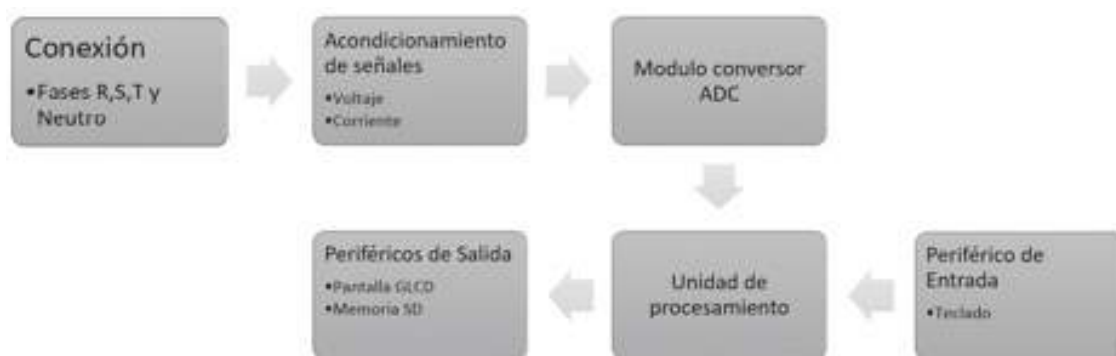 Conexión
•Fases R,S,T y
Neutro
Acondicionamiento
de señales
•Voltaje
•Corriente
Modulo conversor
ADC
Periféricos de Salida
•Pantalla GLCD
•Memoria SD
Unidad de
procesamiento
Periférico de
Entrada
•Teclado